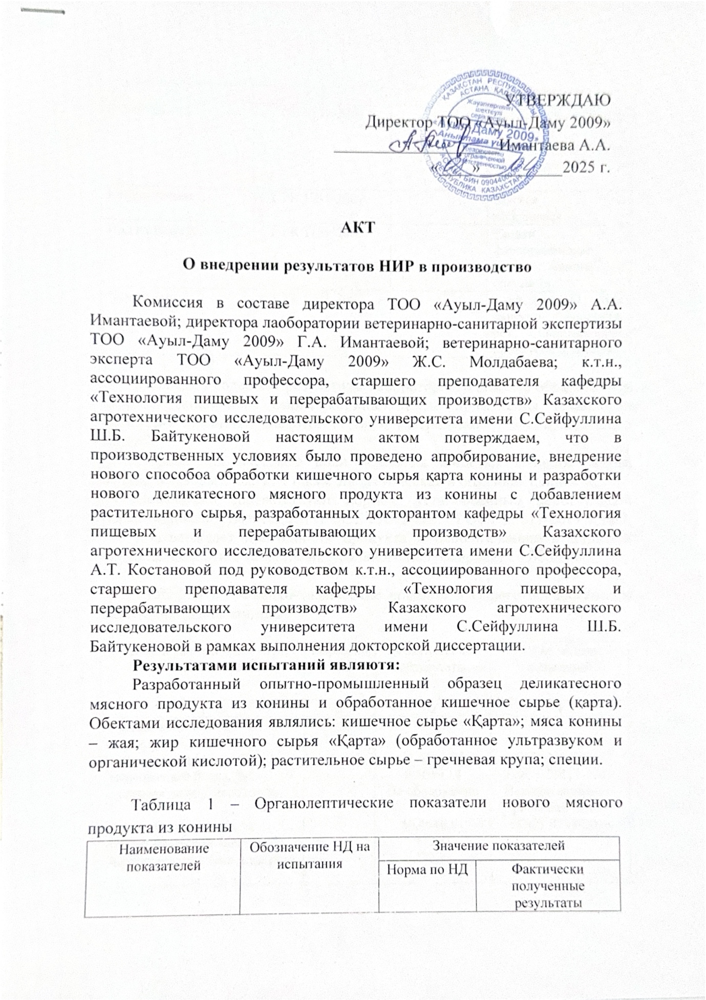 УТВЕРЖДАЮ
Директор ТОО «Ауыл-Даму 2009»
Имантаева А.А.
« » 04 2025 г.
ҚАЗАҚСТАН РЕСПУБЛИКАСЫ
АСТАНА ҚАЛАСЫ
Жауапкершілігі
шектеулі
серіктестігі
«Ауыл-Даму 2009»
Анықтама үшін
товарищество
ограниченной
ответственностью
РЕСПУБЛИКА КАЗАХСТАН
АКТ
О внедрении результатов НИР в производство
Комиссия в составе директора ТОО «Ауыл-Даму 2009» А.А.
Имантаевой; директора лаоборатории ветеринарно-санитарной экспертизы
ТОО «Ауыл-Даму 2009» Г.А. Имантаевой; ветеринарно-санитарного
эксперта ТОО «Ауыл-Даму 2009» Ж.С. Молдабаева; к.т.н.,
ассоциированного профессора, старшего преподавателя кафедры
«Технология пищевых и перерабатывающих производств» Казахского
агротехнического исследовательского университета имени С.Сейфуллина
Ш.Б. Байтукеновой настоящим актом потверждаем, что в
производственных условиях было проведено апробирование, внедрение
нового способоа обработки кишечного сырья қарта конины и разработки
нового деликатесного мясного продукта из конины с добавлением
растительного сырья, разработанных докторантом кафедры «Технология
пищевых и перерабатывающих производств» Казахского
агротехнического исследовательского университета имени С.Сейфуллина
А.Т. Костановой под руководством к.т.н., ассоциированного профессора,
старшего преподавателя кафедры «Технология пищевых и
перерабатывающих производств» Казахского агротехнического
исследовательского университета имени С.Сейфуллина Ш.Б.
Байтукеновой в рамках выполнения докторской диссертации.
Результатами испытаний являютя:
Разработанный опытно-промышленный образец деликатесного
мясного продукта из конины и обработанное кишечное сырье (қарта).
Обектами исследования являлись: кишечное сырье «Қарта»; мяса конины
– жая; жир кишечного сырья «Қарта» (обработанное ультразвуком и
органической кислотой); растительное сырье – гречневая крупа; специи.
Таблица 1 – Органолептические показатели нового мясного
продукта из конины
Наименование
показателей
Обозначение НД на
испытания
Значение показателей
Норма по НД
Фактически
полученные
результаты